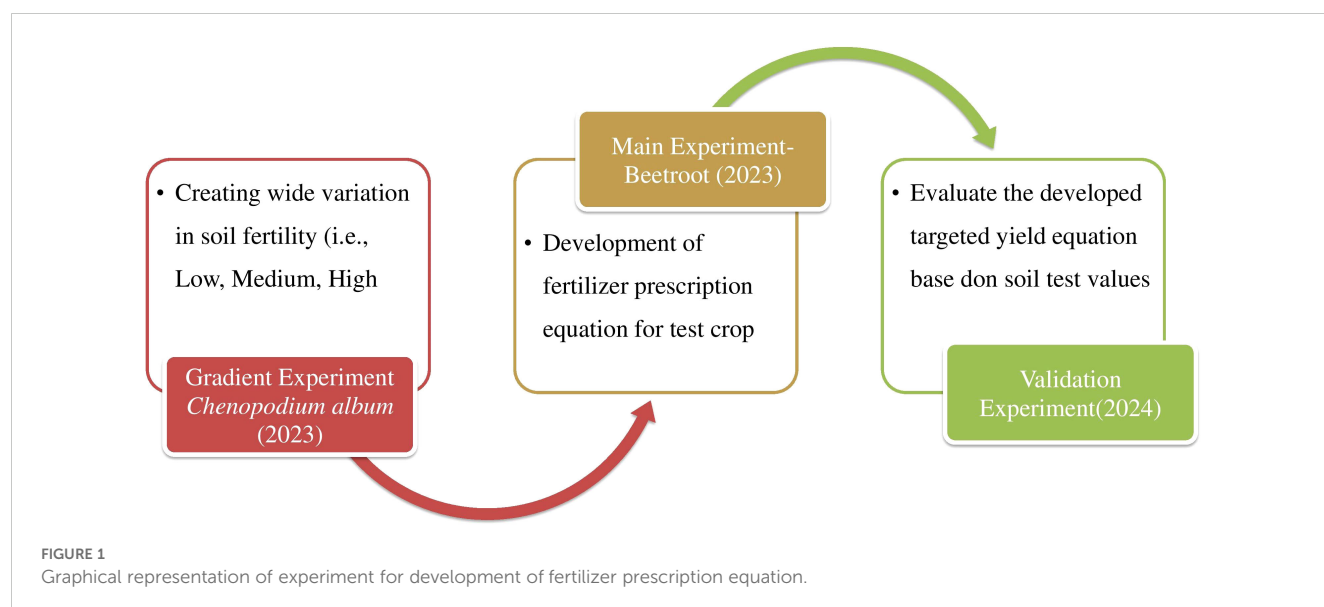 • Creating wide variation
in soil fertility (i.e.,
Low, Medium, High
Gradient Experiment
Chenopodium album
(2023)
Main Experiment-
Beetroot (2023)
• Development of
fertilizer prescription
equation for test crop
• Evaluate the developed
targeted yield equation
base don soil test values
Validation
Experiment(2024)
FIGURE 1
Graphical representation of experiment for development of fertilizer prescription equation.